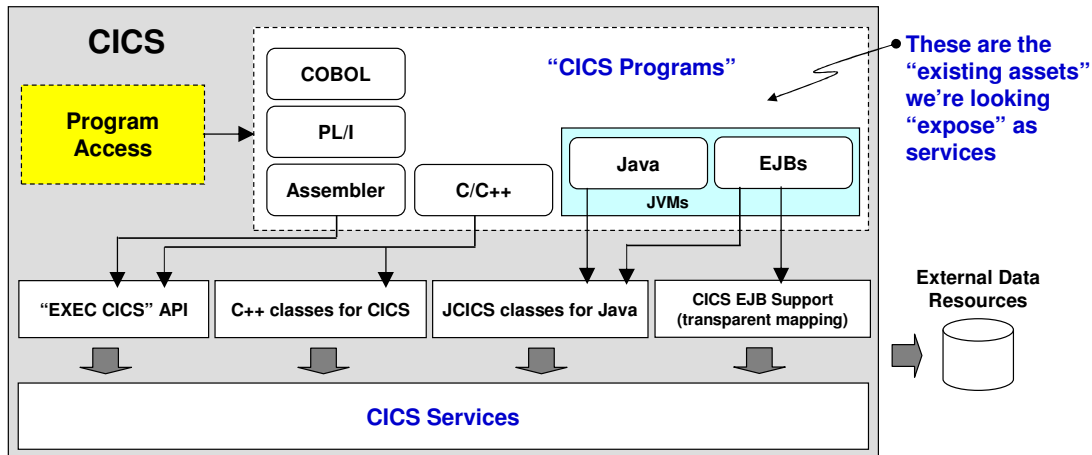 CICS
Program
Access
COBOL
PL/I
Assembler
C/C++
“CICS Programs”
Java
EJBs
JVMs
These are the
“existing assets”
we’re looking
“expose” as
services
“EXEC CICS” API
C++ classes for CICS
JCICS classes for Java
CICS EJB Support
(transparent mapping)
External Data
Resources
CICS Services